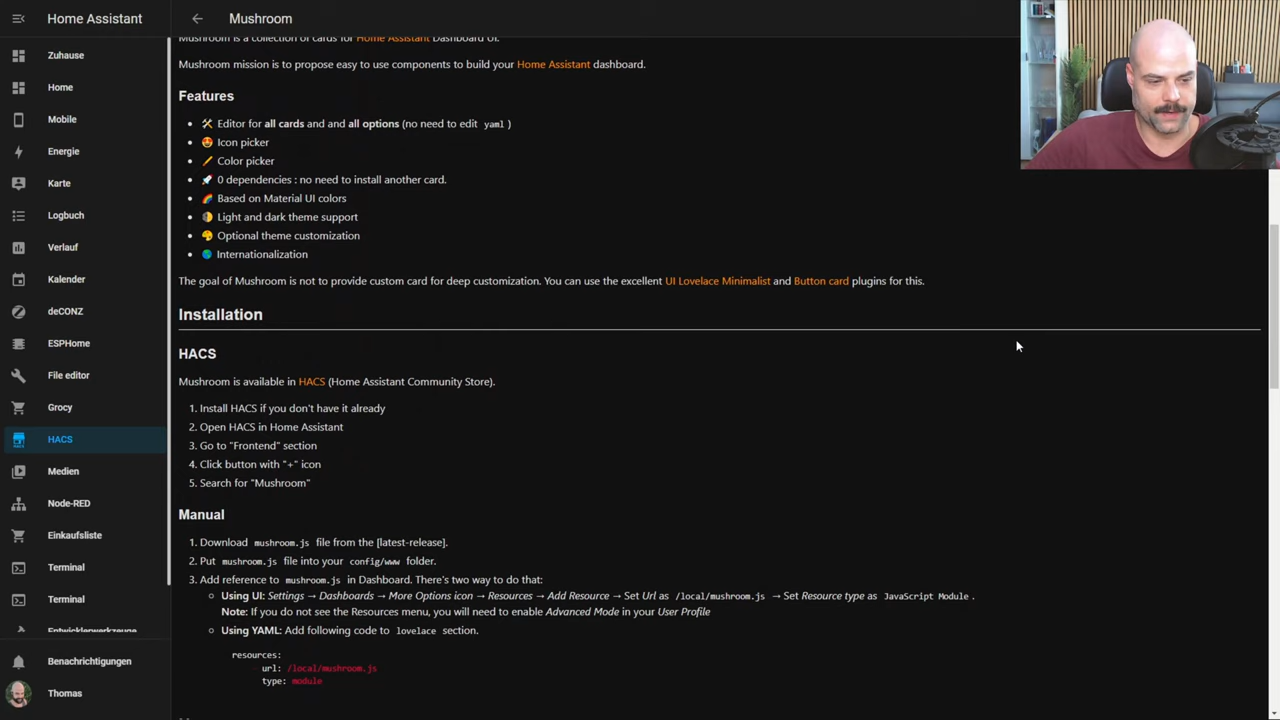 Home Assistant
Mushroom
Zuhause
Home
Mobile
Energie
Karte
Logbuch
Verlauf
Kalender
deCONZ
ESPHome
File editor
Grocy
HACS
Medien
Node-RED
Einkaufsliste
Terminal
Terminal
Entwicklerwerkzeuge
Benachrichtigungen
Thomas
Mushroom is a collection of cards for Home Assistant Dashboard UI.
Mushroom mission is to propose easy to use components to build your Home Assistant dashboard.
Features
• 🛠 Editor for all cards and and all options (no need to edit yaml )
• 😍 Icon picker
• 🖌 Color picker
• 🚀 0 dependencies : no need to install another card.
• 🌈 Based on Material UI colors
• 🌓 Light and dark theme support
• 🎨 Optional theme customization
• 🌎 Internationalization
The goal of Mushroom is not to provide custom card for deep customization. You can use the excellent UI Lovelace Minimalist and Button card plugins for this.
Installation
HACS
Mushroom is available in HACS (Home Assistant Community Store).
1. Install HACS if you don't have it already
2. Open HACS in Home Assistant
3. Go to "Frontend" section
4. Click button with "+" icon
5. Search for "Mushroom"
Manual
1. Download mushroom.js file from the [latest-release].
2. Put mushroom.js file into your config/www folder.
3. Add reference to mushroom.js in Dashboard. There's two way to do that:
Using UI: Settings → Dashboards → More Options icon → Resources → Add Resource → Set Url as /local/mushroom.js → Set Resource type as JavaScript Module .
Note: If you do not see the Resources menu, you will need to enable Advanced Mode in your User Profile
Using YAML: Add following code to lovelace section.
resources:
url: /local/mushroom.js
type: module